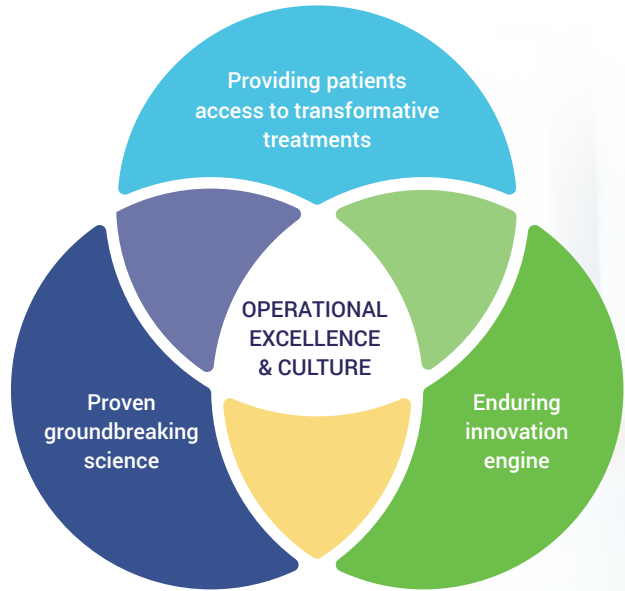 Providing patients
access to transformative
treatments
OPERATIONAL
EXCELLENCE
& CULTURE
Proven
groundbreaking
science
Enduring
innovation
engine